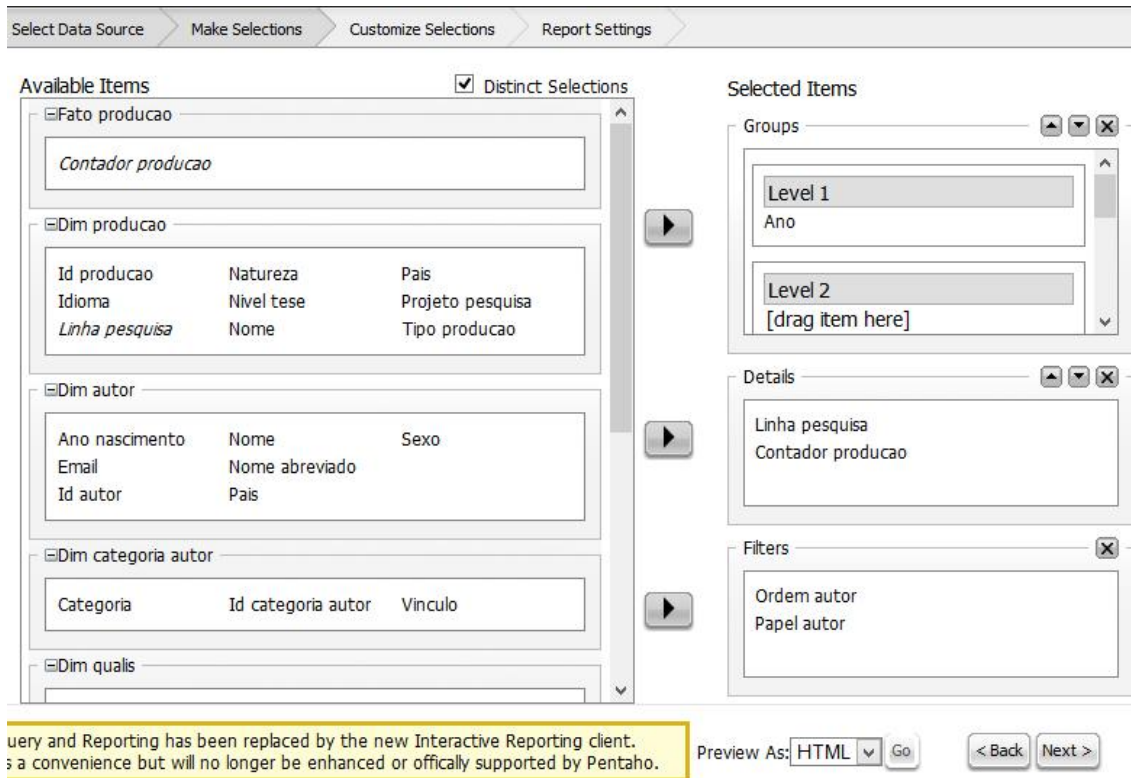 Select Data Source Make Selections Customize Selections Report Settings
Available Items Distinct Selections
Fato producao
Contador producao
Dim producao
Id producao Natureza Pais
Idioma Nivel tese Projeto pesquisa
Linha pesquisa Nome Tipo producao
Dim autor
Ano nascimento Nome Sexo
Email Nome abreviado
Id autor Pais
Dim categoria autor
Categoria Id categoria autor Vinculo
Dim qualis
Selected Items
Groups
Level 1
Ano
Level 2
[drag item here]
Details
Linha pesquisa
Contador producao
Filters
Ordem autor
Papel autor
uery and Reporting has been replaced by the new Interactive Reporting client.
s a convenience but will no longer be enhanced or offically supported by Pentaho.
Preview As: HTML Go < Back Next >